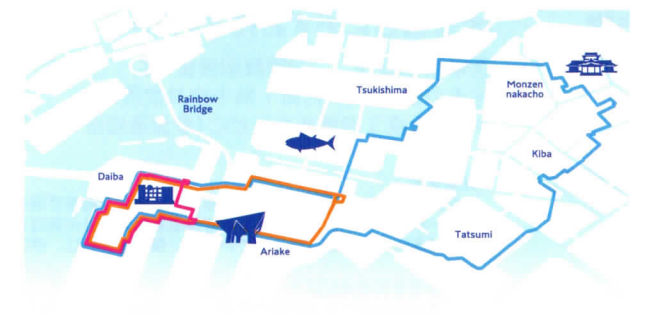 Tsukishima
Monzen
nakacho
Rainbow
Bridge
Kiba
Daiba
Tatsumi
Ariake